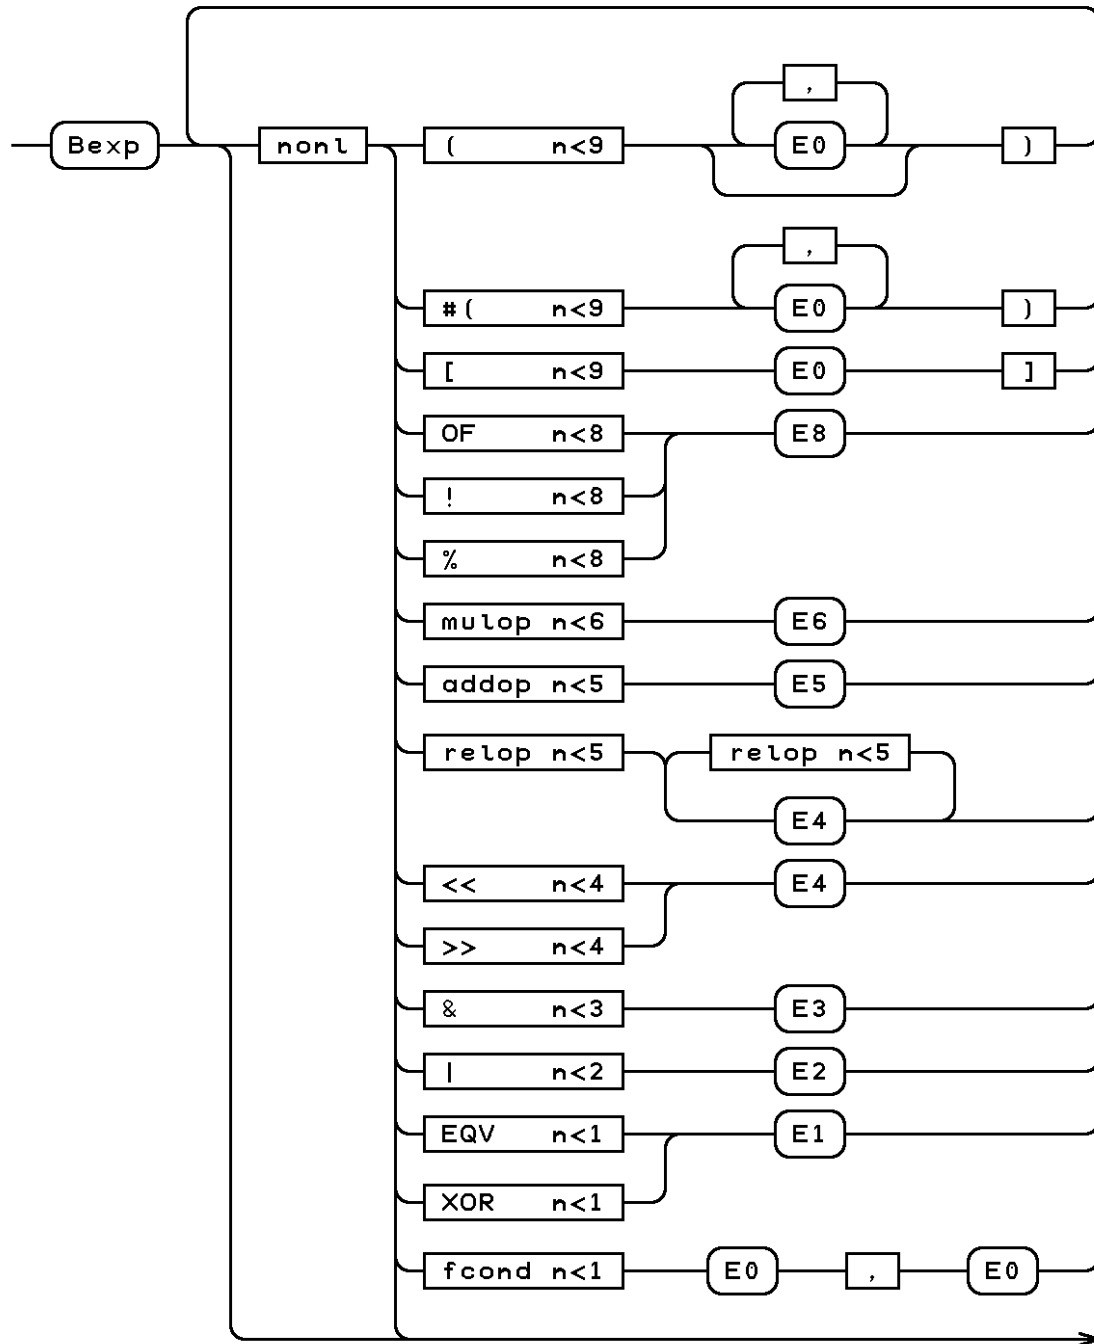 ,
Bexp nonl ( n<9 E0 )
,
#( n<9 E0 )
[ n<9 E0 ]
OF n<8 E8
! n<8
% n<8
mulop n<6 E6
addop n<5 E5
relop n<5 relop n<5
E4
<< n<4 E4
>> n<4
& n<3 E3
| n<2 E2
EQV n<1 E1
XOR n<1
fcond n<1 E0 , E0